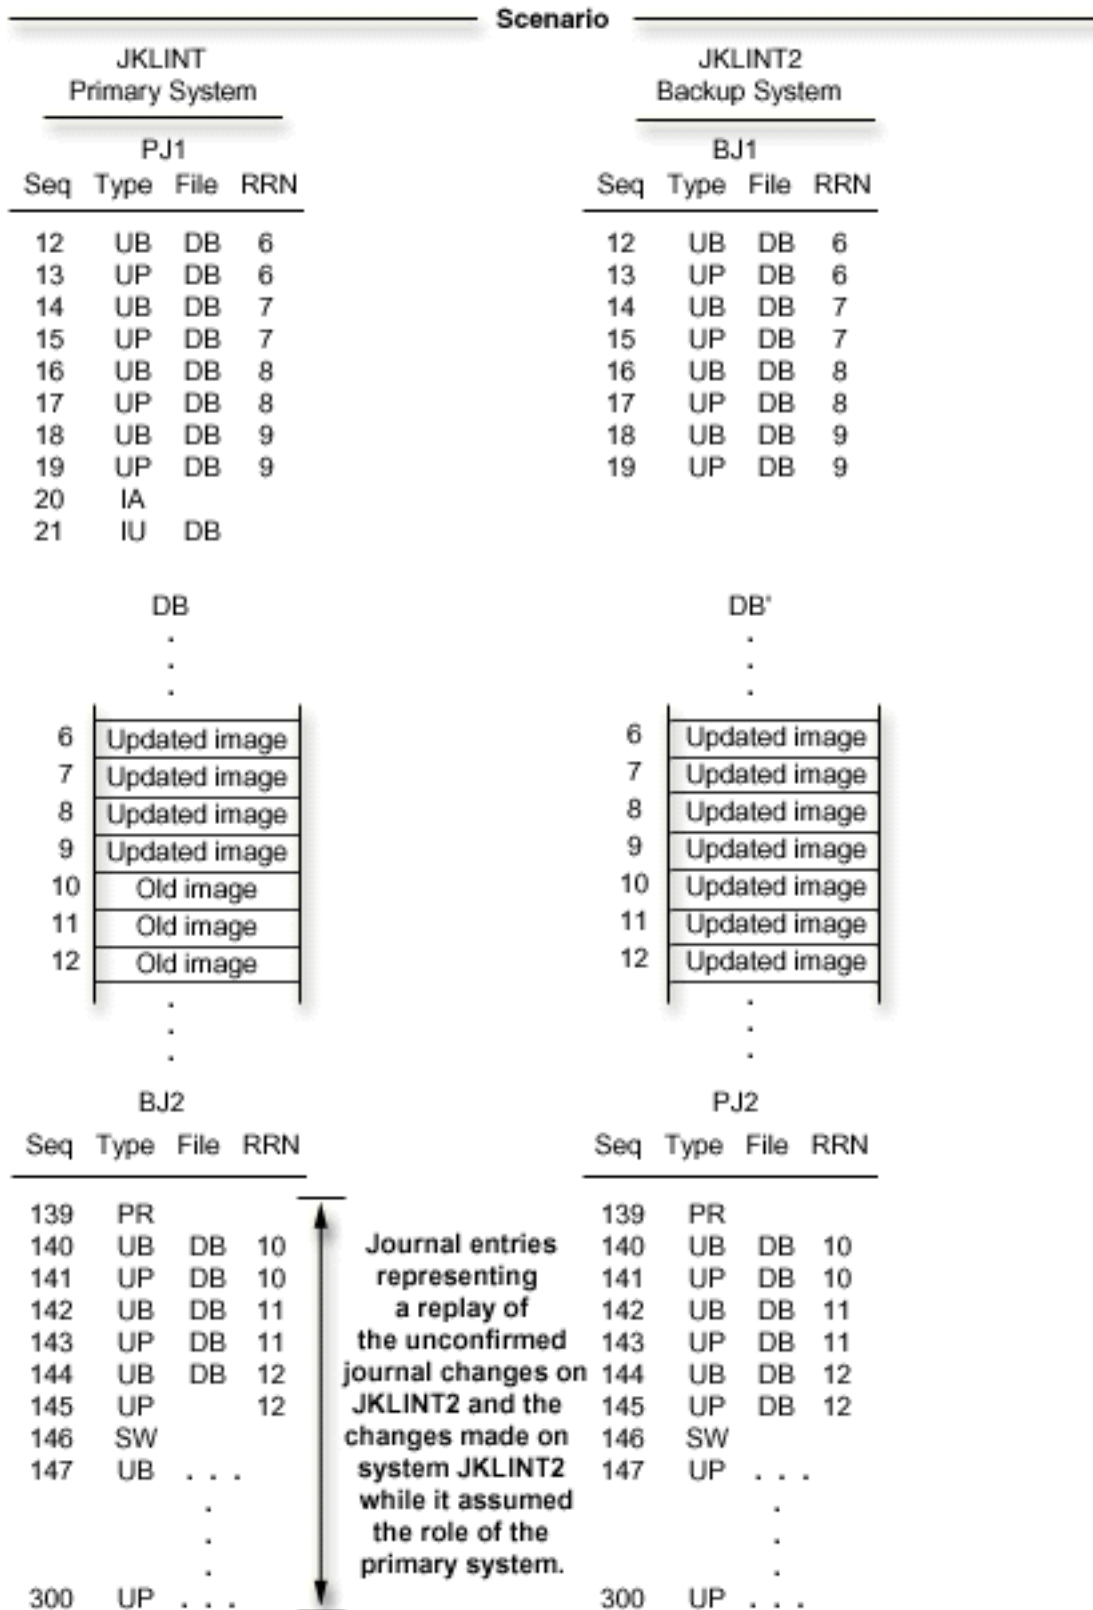 Scenario
JKLINT
Primary System
PJ1
Seq Type File RRN
12 UB DB 6
13 UP DB 6
14 UB DB 7
15 UP DB 7
16 UB DB 8
17 UP DB 8
18 UB DB 9
19 UP DB 9
20 IA
21 IU DB
JKLINT2
Backup System
BJ1
Seq Type File RRN
12 UB DB 6
13 UP DB 6
14 UB DB 7
15 UP DB 7
16 UB DB 8
17 UP DB 8
18 UB DB 9
19 UP DB 9
DB
.
.
.
6 Updated image
7 Updated image
8 Updated image
9 Updated image
10 Old image
11 Old image
12 Old image
.
.
.
DB'
.
.
.
6 Updated image
7 Updated image
8 Updated image
9 Updated image
10 Updated image
11 Updated image
12 Updated image
.
.
.
BJ2
Seq Type File RRN
139 PR
140 UB DB 10
141 UP DB 10
142 UB DB 11
143 UP DB 11
144 UB DB 12
145 UP 12
146 SW
147 UB . . .
.
.
.
300 UP . . .
Journal entries
representing
a replay of
the unconfirmed
journal changes on
JKLINT2 and the
changes made on
system JKLINT2
while it assumed
the role of the
primary system.
PJ2
Seq Type File RRN
139 PR
140 UB DB 10
141 UP DB 10
142 UB DB 11
143 UP DB 11
144 UB DB 12
145 UP DB 12
146 SW
147 UP . . .
.
.
.
300 UP . . .